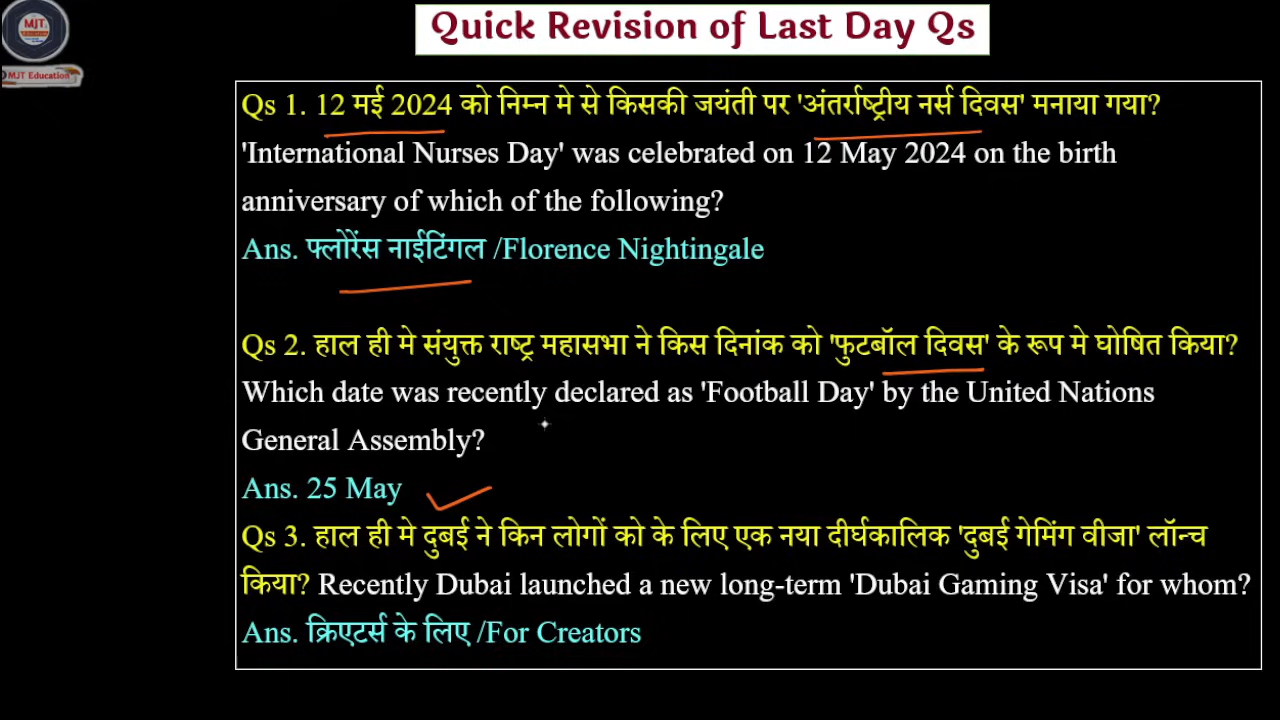 MJT
MJT Education
Quick Revision of Last Day Qs
Qs 1. 12 मई 2024 को निम्न मे से किसकी जयंती पर 'अंतर्राष्ट्रीय नर्स दिवस' मनाया गया?
'International Nurses Day' was celebrated on 12 May 2024 on the birth
anniversary of which of the following?
Ans. फ्लोरेंस नाईटिंगल /Florence Nightingale
Qs 2. हाल ही मे संयुक्त राष्ट्र महासभा ने किस दिनांक को 'फुटबॉल दिवस' के रूप मे घोषित किया?
Which date was recently declared as 'Football Day' by the United Nations
General Assembly?
Ans. 25 May
Qs 3. हाल ही मे दुबई ने किन लोगों को के लिए एक नया दीर्घकालिक 'दुबई गेमिंग वीजा' लॉन्च
किया? Recently Dubai launched a new long-term 'Dubai Gaming Visa' for whom?
Ans. क्रिएटर्स के लिए /For Creators